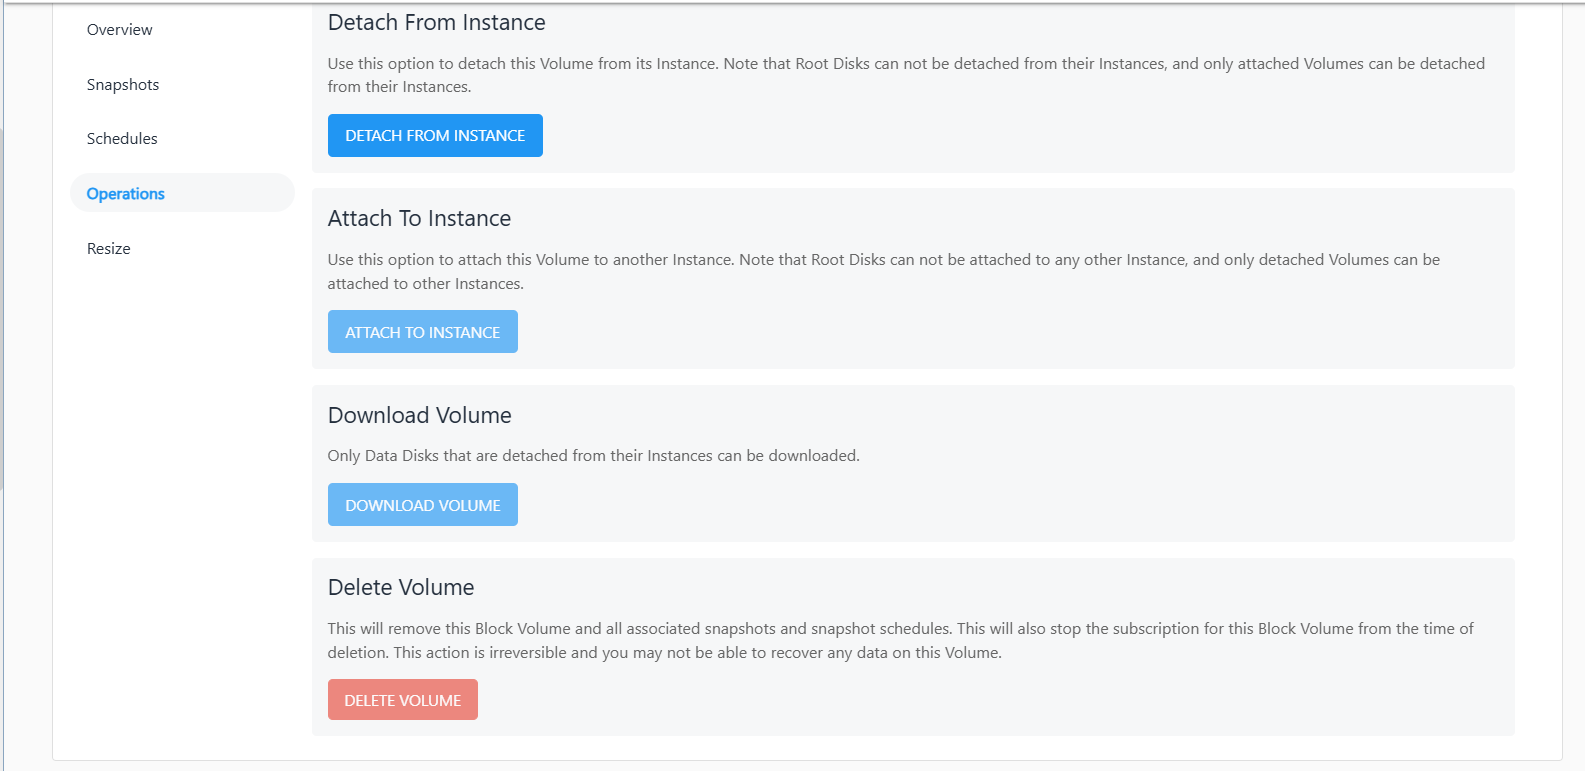 Overview
Snapshots
Schedules
Operations
Resize
Detach From Instance
Use this option to detach this Volume from its Instance. Note that Root Disks can not be detached from their Instances, and only attached Volumes can be detached
from their Instances.
DETACH FROM INSTANCE
Attach To Instance
Use this option to attach this Volume to another Instance. Note that Root Disks can not be attached to any other Instance, and only detached Volumes can be
attached to other Instances.
ATTACH TO INSTANCE
Download Volume
Only Data Disks that are detached from their Instances can be downloaded.
DOWNLOAD VOLUME
Delete Volume
This will remove this Block Volume and all associated snapshots and snapshot schedules. This will also stop the subscription for this Block Volume from the time of
deletion. This action is irreversible and you may not be able to recover any data on this Volume.
DELETE VOLUME